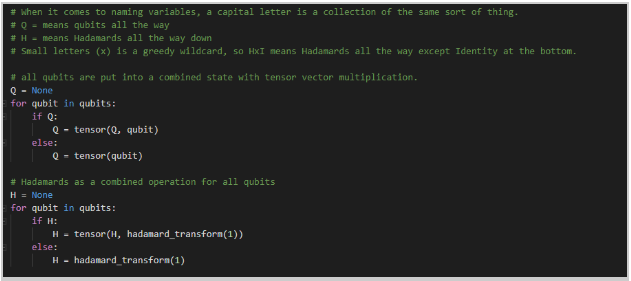 # When it comes to naming variables, a capital letter is a collection of the same sort of thing.
# Q = means qubits all the way
# H = means Hadamards all the way down
# Small letters (x) is a greedy wildcard, so HxI means Hadamards all the way except Identity at the bottom.

# all qubits are put into a combined state with tensor vector multiplication.
Q = None
for qubit in qubits:
    if Q:
        Q = tensor(Q, qubit)
    else:
        Q = tensor(qubit)

# Hadamards as a combined operation for all qubits
H = None
for qubit in qubits:
    if H:
        H = tensor(H, hadamard_transform(1))
    else:
        H = hadamard_transform(1)